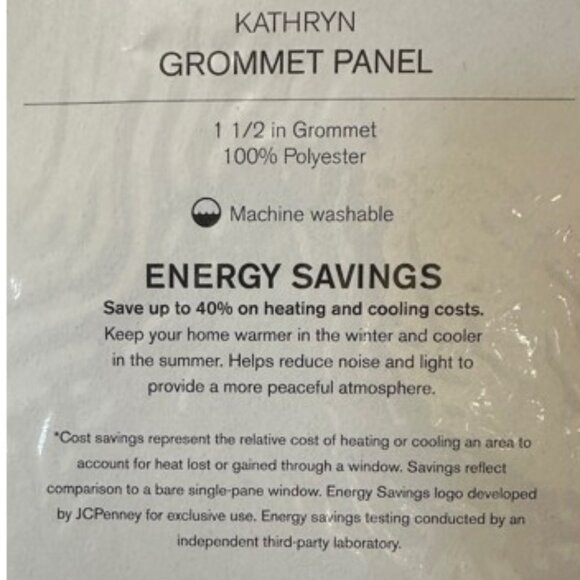 KATHRYN
GROMMET PANEL
1 1/2 in Grommet
100% Polyester
Machine washable
ENERGY SAVINGS
Save up to 40% on heating and cooling costs.
Keep your home warmer in the winter and cooler
in the summer. Helps reduce noise and light to
provide a more peaceful atmosphere.
*Cost savings represent the relative cost of heating or cooling an area to
account for heat lost or gained through a window. Savings reflect
comparison to a bare single-pane window. Energy Savings logo developed
by JCPenney for exclusive use. Energy savings testing conducted by an
independent third-party laboratory.